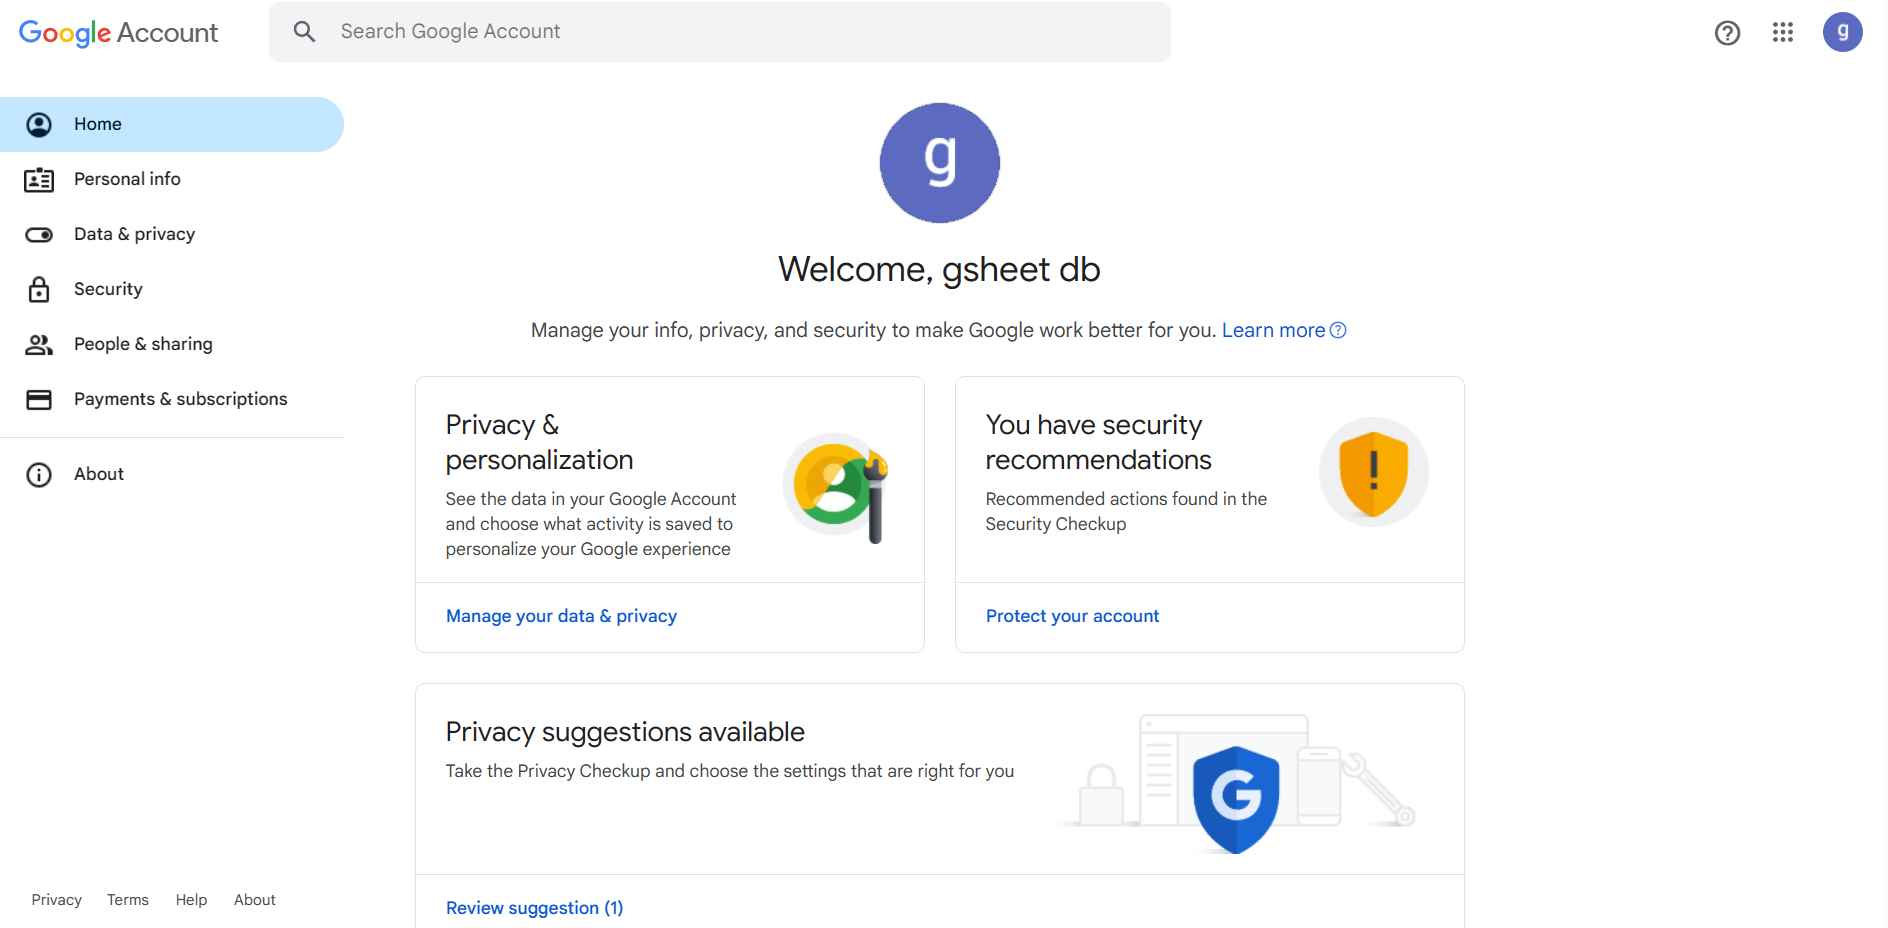 Google Account
Search Google Account
g
Home
Personal info
Data & privacy
Security
People & sharing
Payments & subscriptions
About
g
Welcome, gsheet db
Manage your info, privacy, and security to make Google work better for you. Learn more
Privacy &
personalization
See the data in your Google Account
and choose what activity is saved to
personalize your Google experience
Manage your data & privacy
You have security
recommendations
Recommended actions found in the
Security Checkup
Protect your account
Privacy suggestions available
Take the Privacy Checkup and choose the settings that are right for you
G
Review suggestion (1)
Privacy Terms Help About